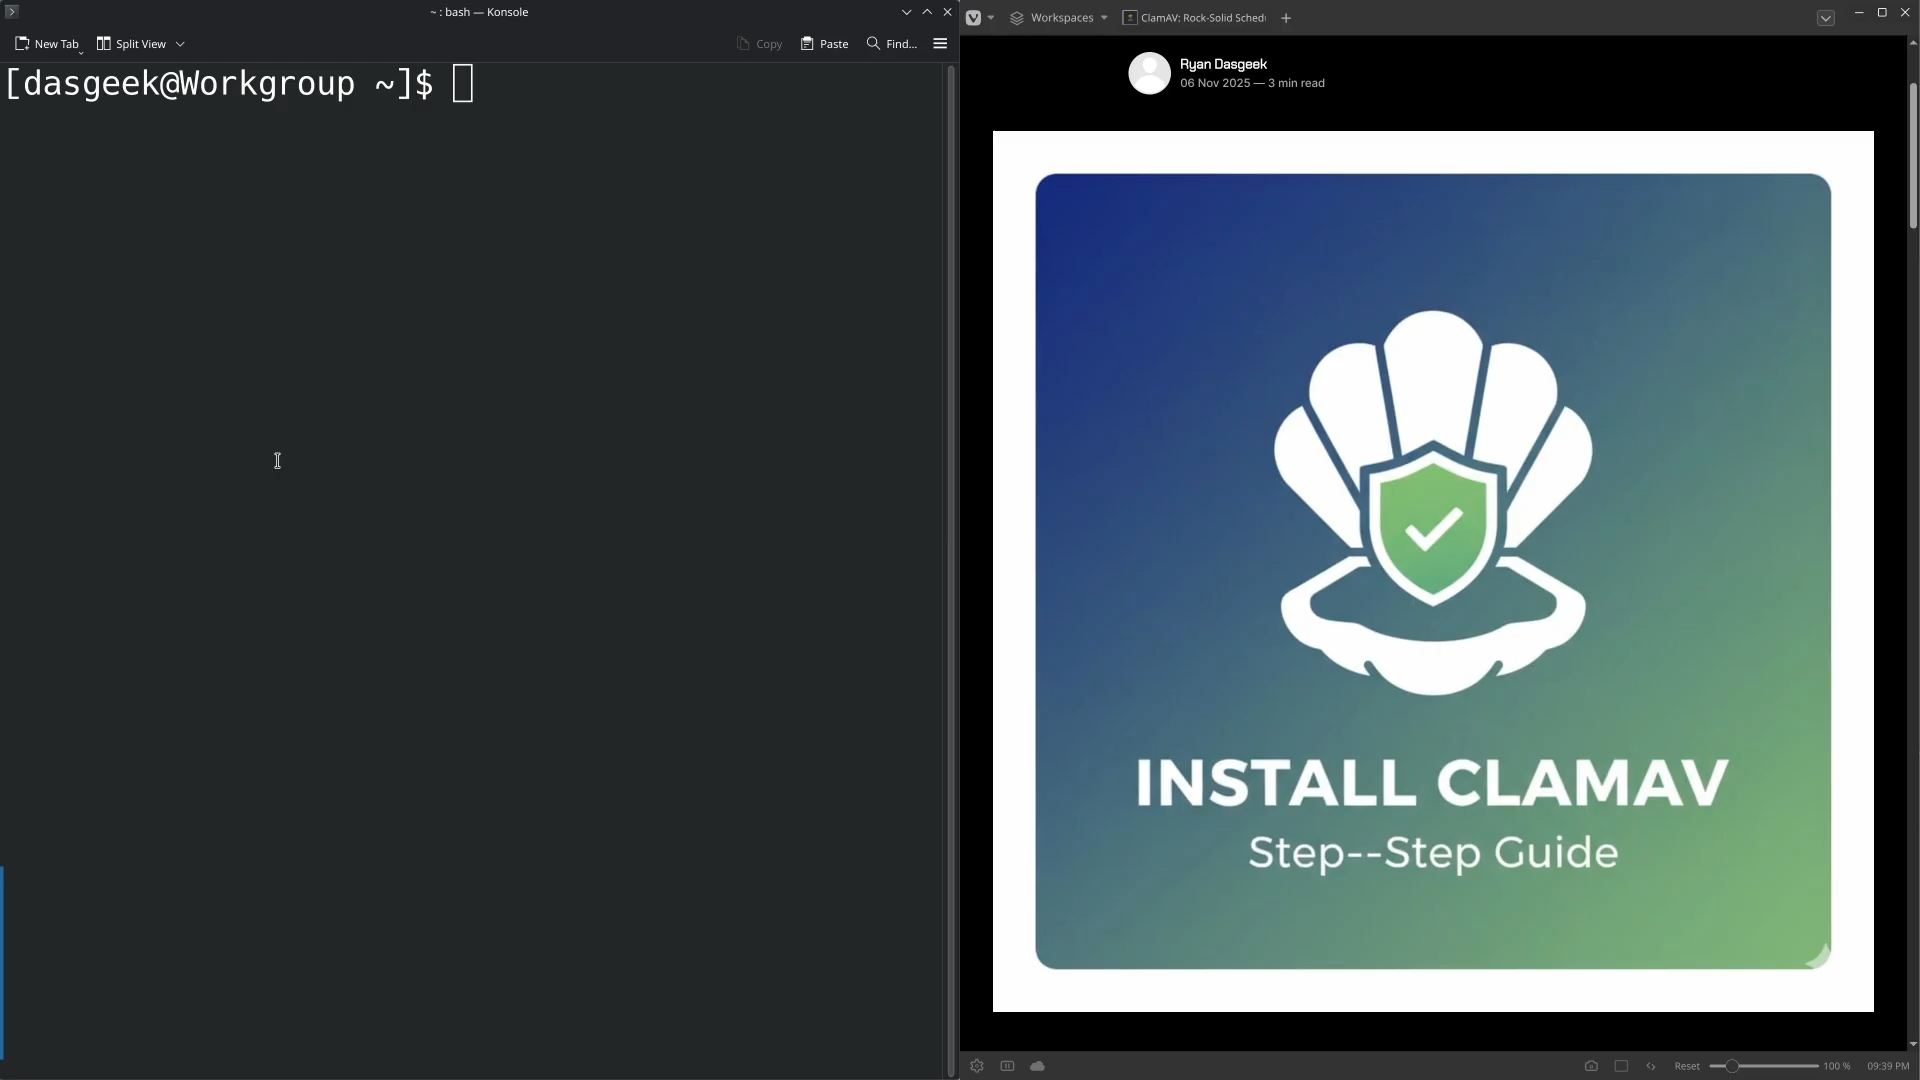 ~ : bash — Konsole
New Tab
Split View
Copy
Paste
Find...
[dasgeek@Workgroup ~]$
Workspaces
ClamAV: Rock-Solid Sched
Ryan Dasgeek
06 Nov 2025 — 3 min read
INSTALL CLAMAV
Step--Step Guide
Reset
100 %
09:39 PM